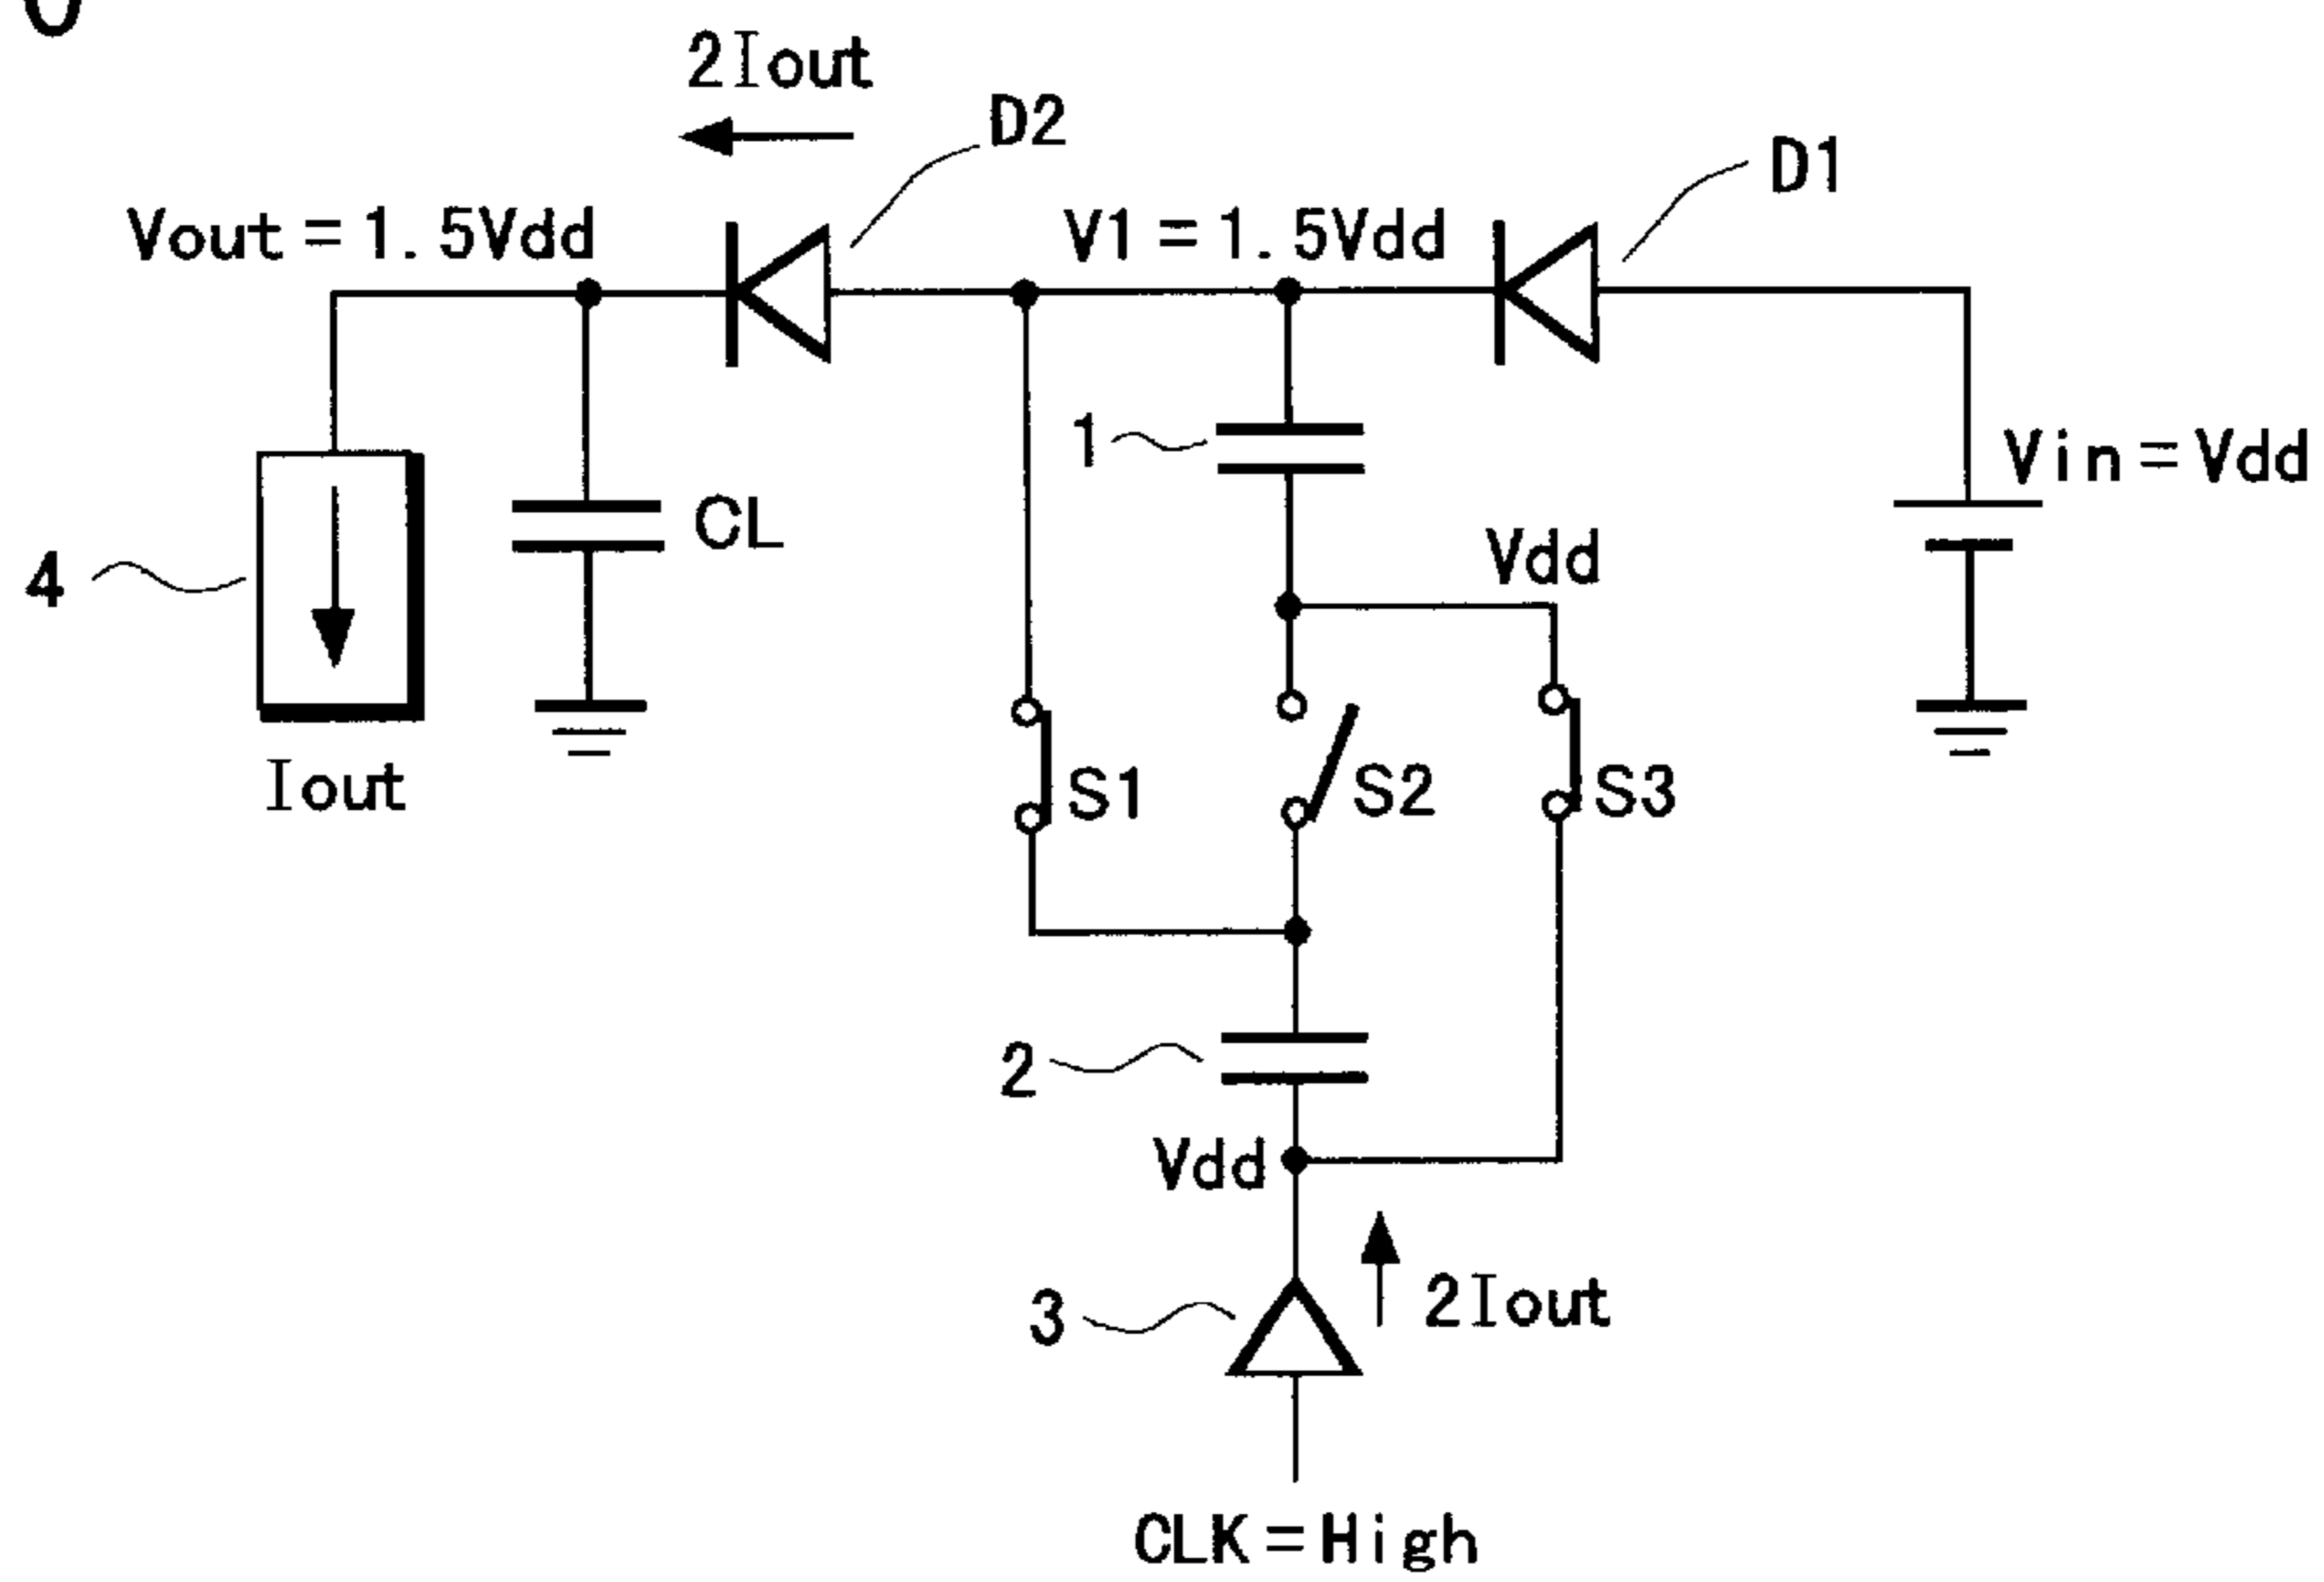 2Iout
D2
D1
Vout=1.5Vdd
V1=1.5Vdd
1
Vin=Vdd
CL
Vdd
4
S1
S2
S3
Iout
2
Vdd
3
2Iout
CLK=High